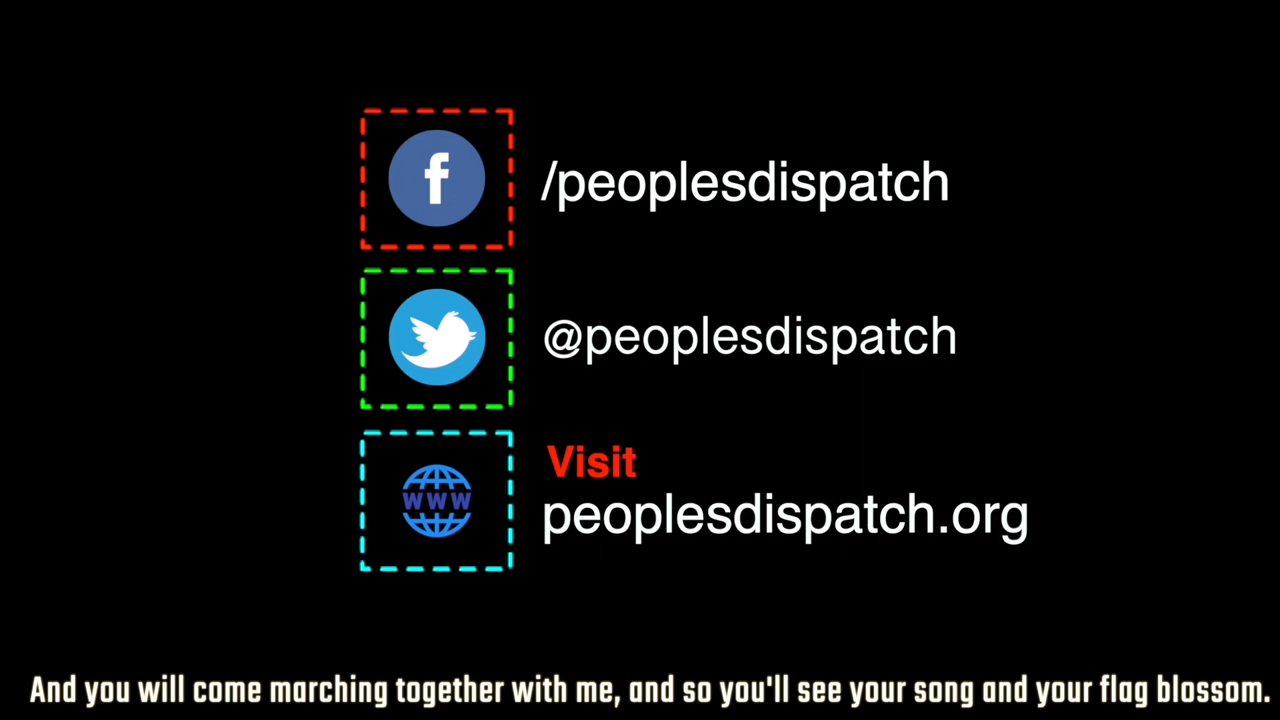 f
/peoplesdispatch
@peoplesdispatch
Visit
www
peoplesdispatch.org
And you will come marching together with me, and so you'll see your song and your flag blossom.